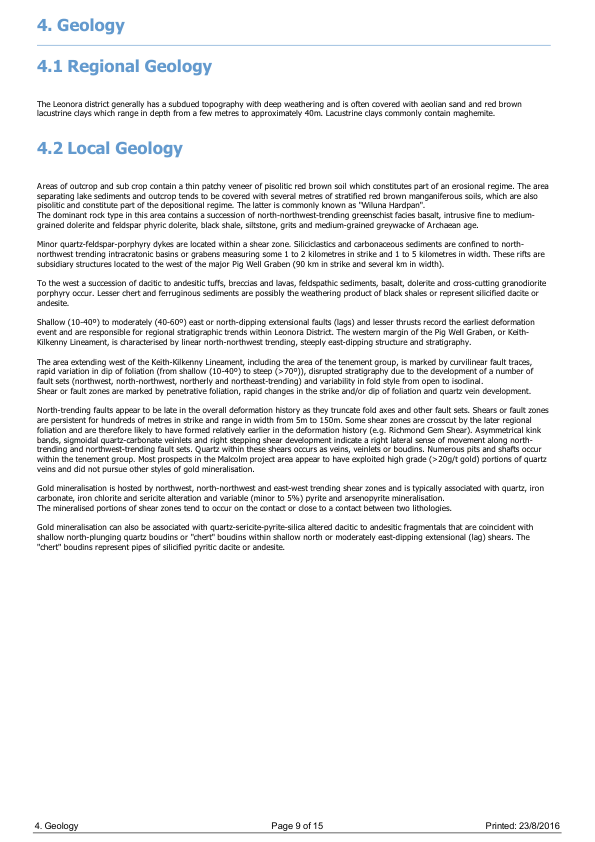 4. Geology
4.1 Regional Geology
The Leonora district generally has a subdued topography with deep weathering and is often covered with aeolian sand and red brown
lacustrine clays which range in depth from a few metres to approximately 40m. Lacustrine clays commonly contain maghemite.
4.2 Local Geology
Areas of outcrop and sub crop contain a thin patchy veneer of pisolitic red brown soil which constitutes part of an erosional regime. The area
separating lake sediments and outcrop tends to be covered with several metres of stratified red brown manganiferous soils, which are also
pisolitic and constitute part of the depositional regime. The latter is commonly known as "Wiluna Hardpan".
The dominant rock type in this area contains a succession of north-northwest-trending greenschist facies basalt, intrusive fine to medium-
grained dolerite and feldspar phyric dolerite, black shale, siltstone, grits and medium-grained greywacke of Archaean age.
Minor quartz-feldspar-porphyry dykes are located within a shear zone. Siliciclastics and carbonaceous sediments are confined to north-
northwest trending intracratonic basins or grabens measuring some 1 to 2 kilometres in strike and 1 to 5 kilometres in width. These rifts are
subsidiary structures located to the west of the major Pig Well Graben (90 km in strike and several km in width).
To the west a succession of dacitic to andesitic tuffs, breccias and lavas, feldspathic sediments, basalt, dolerite and cross-cutting granodiorite
porphyry occur. Lesser chert and ferruginous sediments are possibly the weathering product of black shales or represent silicified dacite or
andesite.
Shallow (10-40º) to moderately (40-60º) east or north-dipping extensional faults (lags) and lesser thrusts record the earliest deformation
event and are responsible for regional stratigraphic trends within Leonora District. The western margin of the Pig Well Graben, or Keith-
Kilkenny Lineament, is characterised by linear north-northwest trending, steeply east-dipping structure and stratigraphy.
The area extending west of the Keith-Kilkenny Lineament, including the area of the tenement group, is marked by curvilinear fault traces,
rapid variation in dip of foliation (from shallow (10-40º) to steep (>70º)), disrupted stratigraphy due to the development of a number of
fault sets (northwest, north-northwest, northerly and northeast-trending) and variability in fold style from open to isoclinal.
Shear or fault zones are marked by penetrative foliation, rapid changes in the strike and/or dip of foliation and quartz vein development.
North-trending faults appear to be late in the overall deformation history as they truncate fold axes and other fault sets. Shears or fault zones
are persistent for hundreds of metres in strike and range in width from 5m to 150m. Some shear zones are crosscut by the later regional
foliation and are therefore likely to have formed relatively earlier in the deformation history (e.g. Richmond Gem Shear). Asymmetrical kink
bands, sigmoidal quartz-carbonate veinlets and right stepping shear development indicate a right lateral sense of movement along north-
trending and northwest-trending fault sets. Quartz within these shears occurs as veins, veinlets or boudins. Numerous pits and shafts occur
within the tenement group. Most prospects in the Malcolm project area appear to have exploited high grade (>20g/t gold) portions of quartz
veins and did not pursue other styles of gold mineralisation.
Gold mineralisation is hosted by northwest, north-northwest and east-west trending shear zones and is typically associated with quartz, iron
carbonate, iron chlorite and sericite alteration and variable (minor to 5%) pyrite and arsenopyrite mineralisation.
The mineralised portions of shear zones tend to occur on the contact or close to a contact between two lithologies.
Gold mineralisation can also be associated with quartz-sericite-pyrite-silica altered dacitic to andesitic fragmentals that are coincident with
shallow north-plunging quartz boudins or "chert" boudins within shallow north or moderately east-dipping extensional (lag) shears. The
"chert" boudins represent pipes of silicified pyritic dacite or andesite.
4. Geology Page 9 of 15 Printed: 23/8/2016